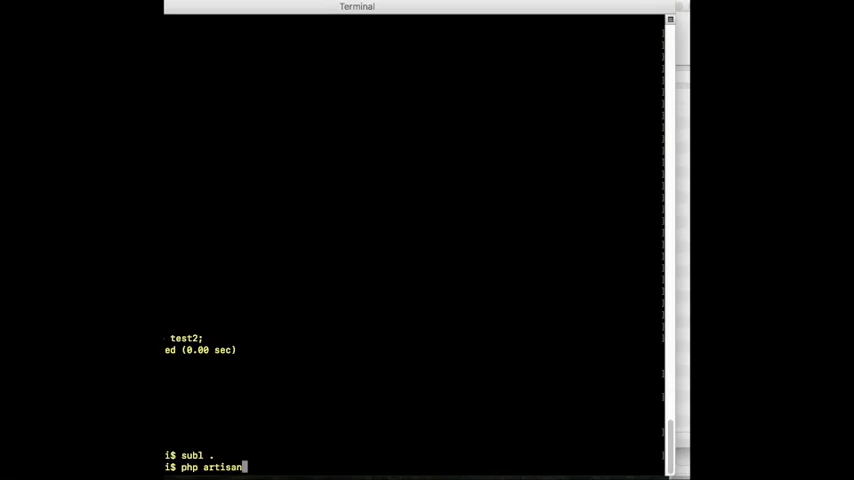 Terminal
test2;
ed (0.00 sec)
i$ subl .
i$ php artisan